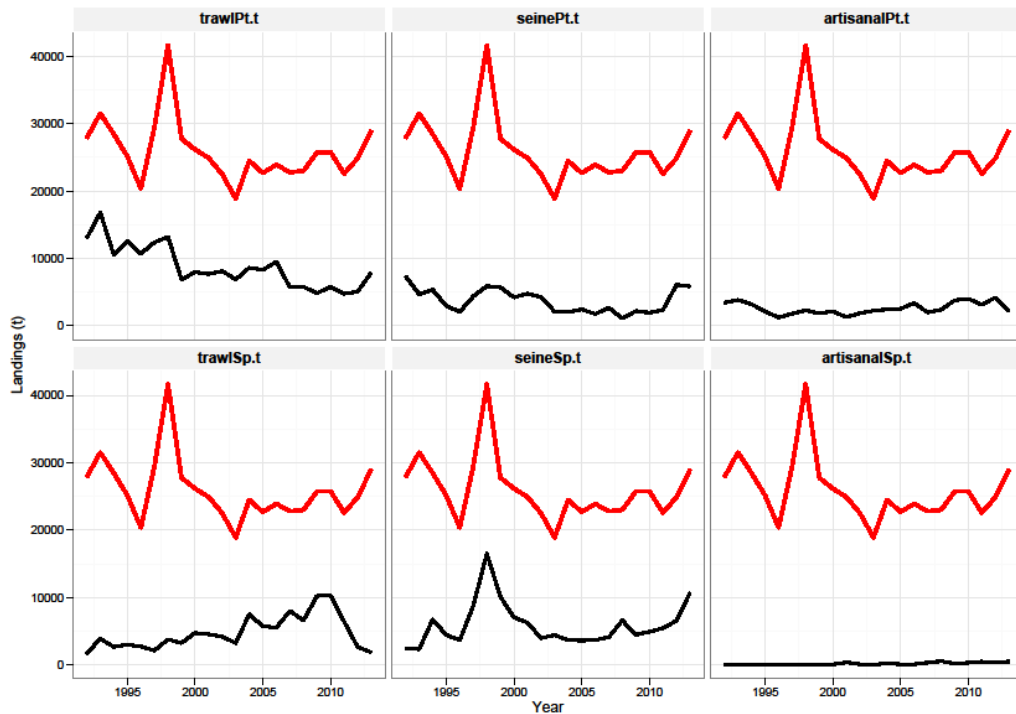 trawlPt.t seinePt.t artisanalPt.t
40000
30000
20000
10000
0
trawlSp.t seineSp.t artisanalSp.t
40000
30000
20000
10000
0
Landings (t)
1995 2000 2005 2010 1995 2000 2005 2010 1995 2000 2005 2010
Year